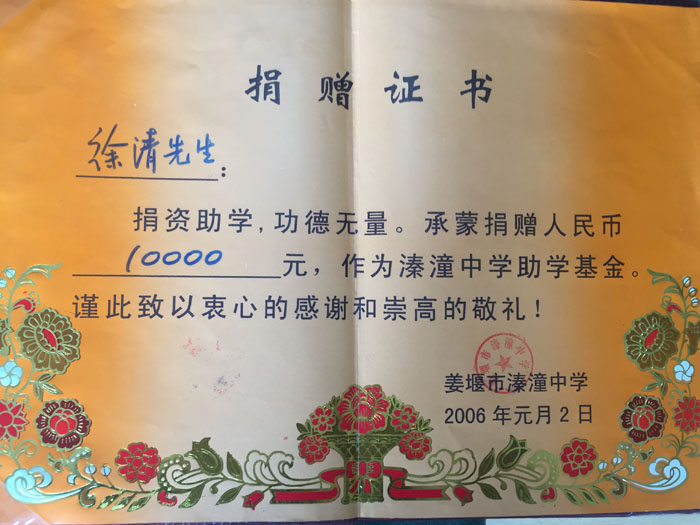 捐赠证书
徐清先生：
捐资助学，功德无量。承蒙捐赠人民币
10000元，作为溱潼中学助学基金。
谨此致以衷心的感谢和崇高的敬礼！
姜堰市溱潼中学
2006年元月2日